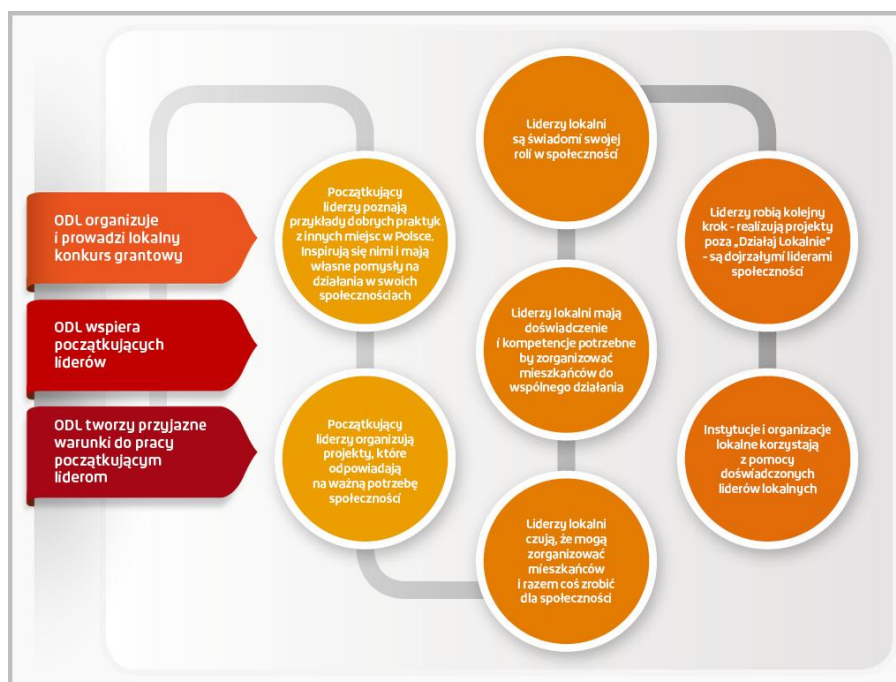 ODL organizuje
i prowadzi lokalny
konkurs grantowy
ODL wspiera
początkujących
liderów
ODL tworzy przyjazne
warunki do pracy
początkującym
liderom
Początkujący
liderzy poznają
przykłady dobrych praktyk
z innych miejsc w Polsce.
Inspirują się nimi i mają
własne pomysły na
działania w swoich
społecznościach
Początkujący
liderzy organizują
projekty, które
odpowiadają
na ważną potrzebę
społeczności
Liderzy lokalni
czują, że mogą
zorganizować
mieszkańców
i razem coś zrobić
dla społeczności
Liderzy lokalni mają
doświadczenie
i kompetencje potrzebne
by zorganizować
mieszkańców do
wspólnego działania
Liderzy lokalni
są świadomi swojej
roli w społeczności
Liderzy robią kolejny
krok - realizują projekty
poza „Działaj Lokalnie”
- są dojrzałymi liderami
społeczności
Instytucje i organizacje
lokalne korzystają
z pomocy
doświadczonych
liderów lokalnych